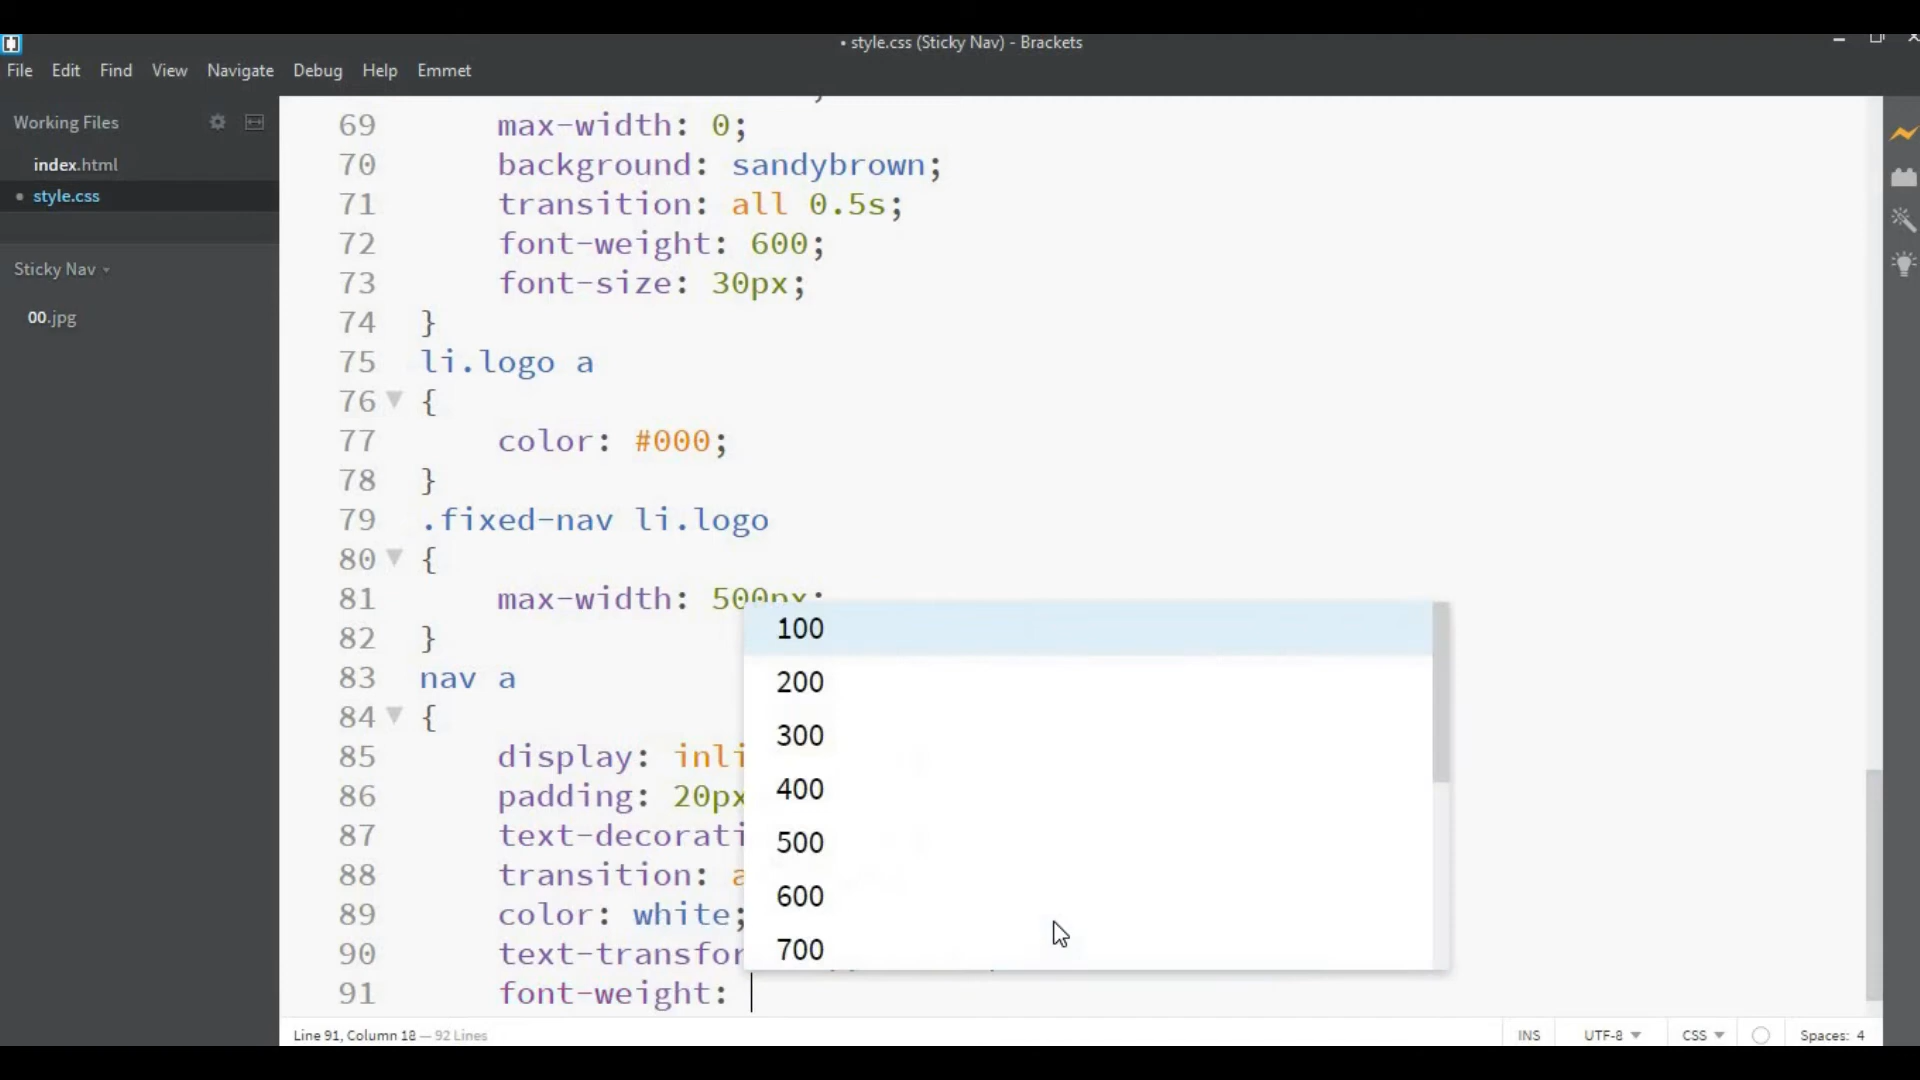 • style.css (Sticky Nav) - Brackets
File Edit Find View Navigate Debug Help Emmet
Working Files
index.html
• style.css
Sticky Nav
00.jpg
69 max-width: 0;
70 background: sandybrown;
71 transition: all 0.5s;
72 font-weight: 600;
73 font-size: 30px;
74 }
75 li.logo a
76 {
77 color: #000;
78 }
79 .fixed-nav li.logo
80 {
81 max-width: 500px;
82 }
83 nav a
84 {
85 display: inli
86 padding: 20px
87 text-decorati
88 transition: a
89 color: white;
90 text-transfor
91 font-weight:
100
200
300
400
500
600
700
Line 91, Column 18 — 92 Lines
INS UTF-8 CSS Spaces: 4